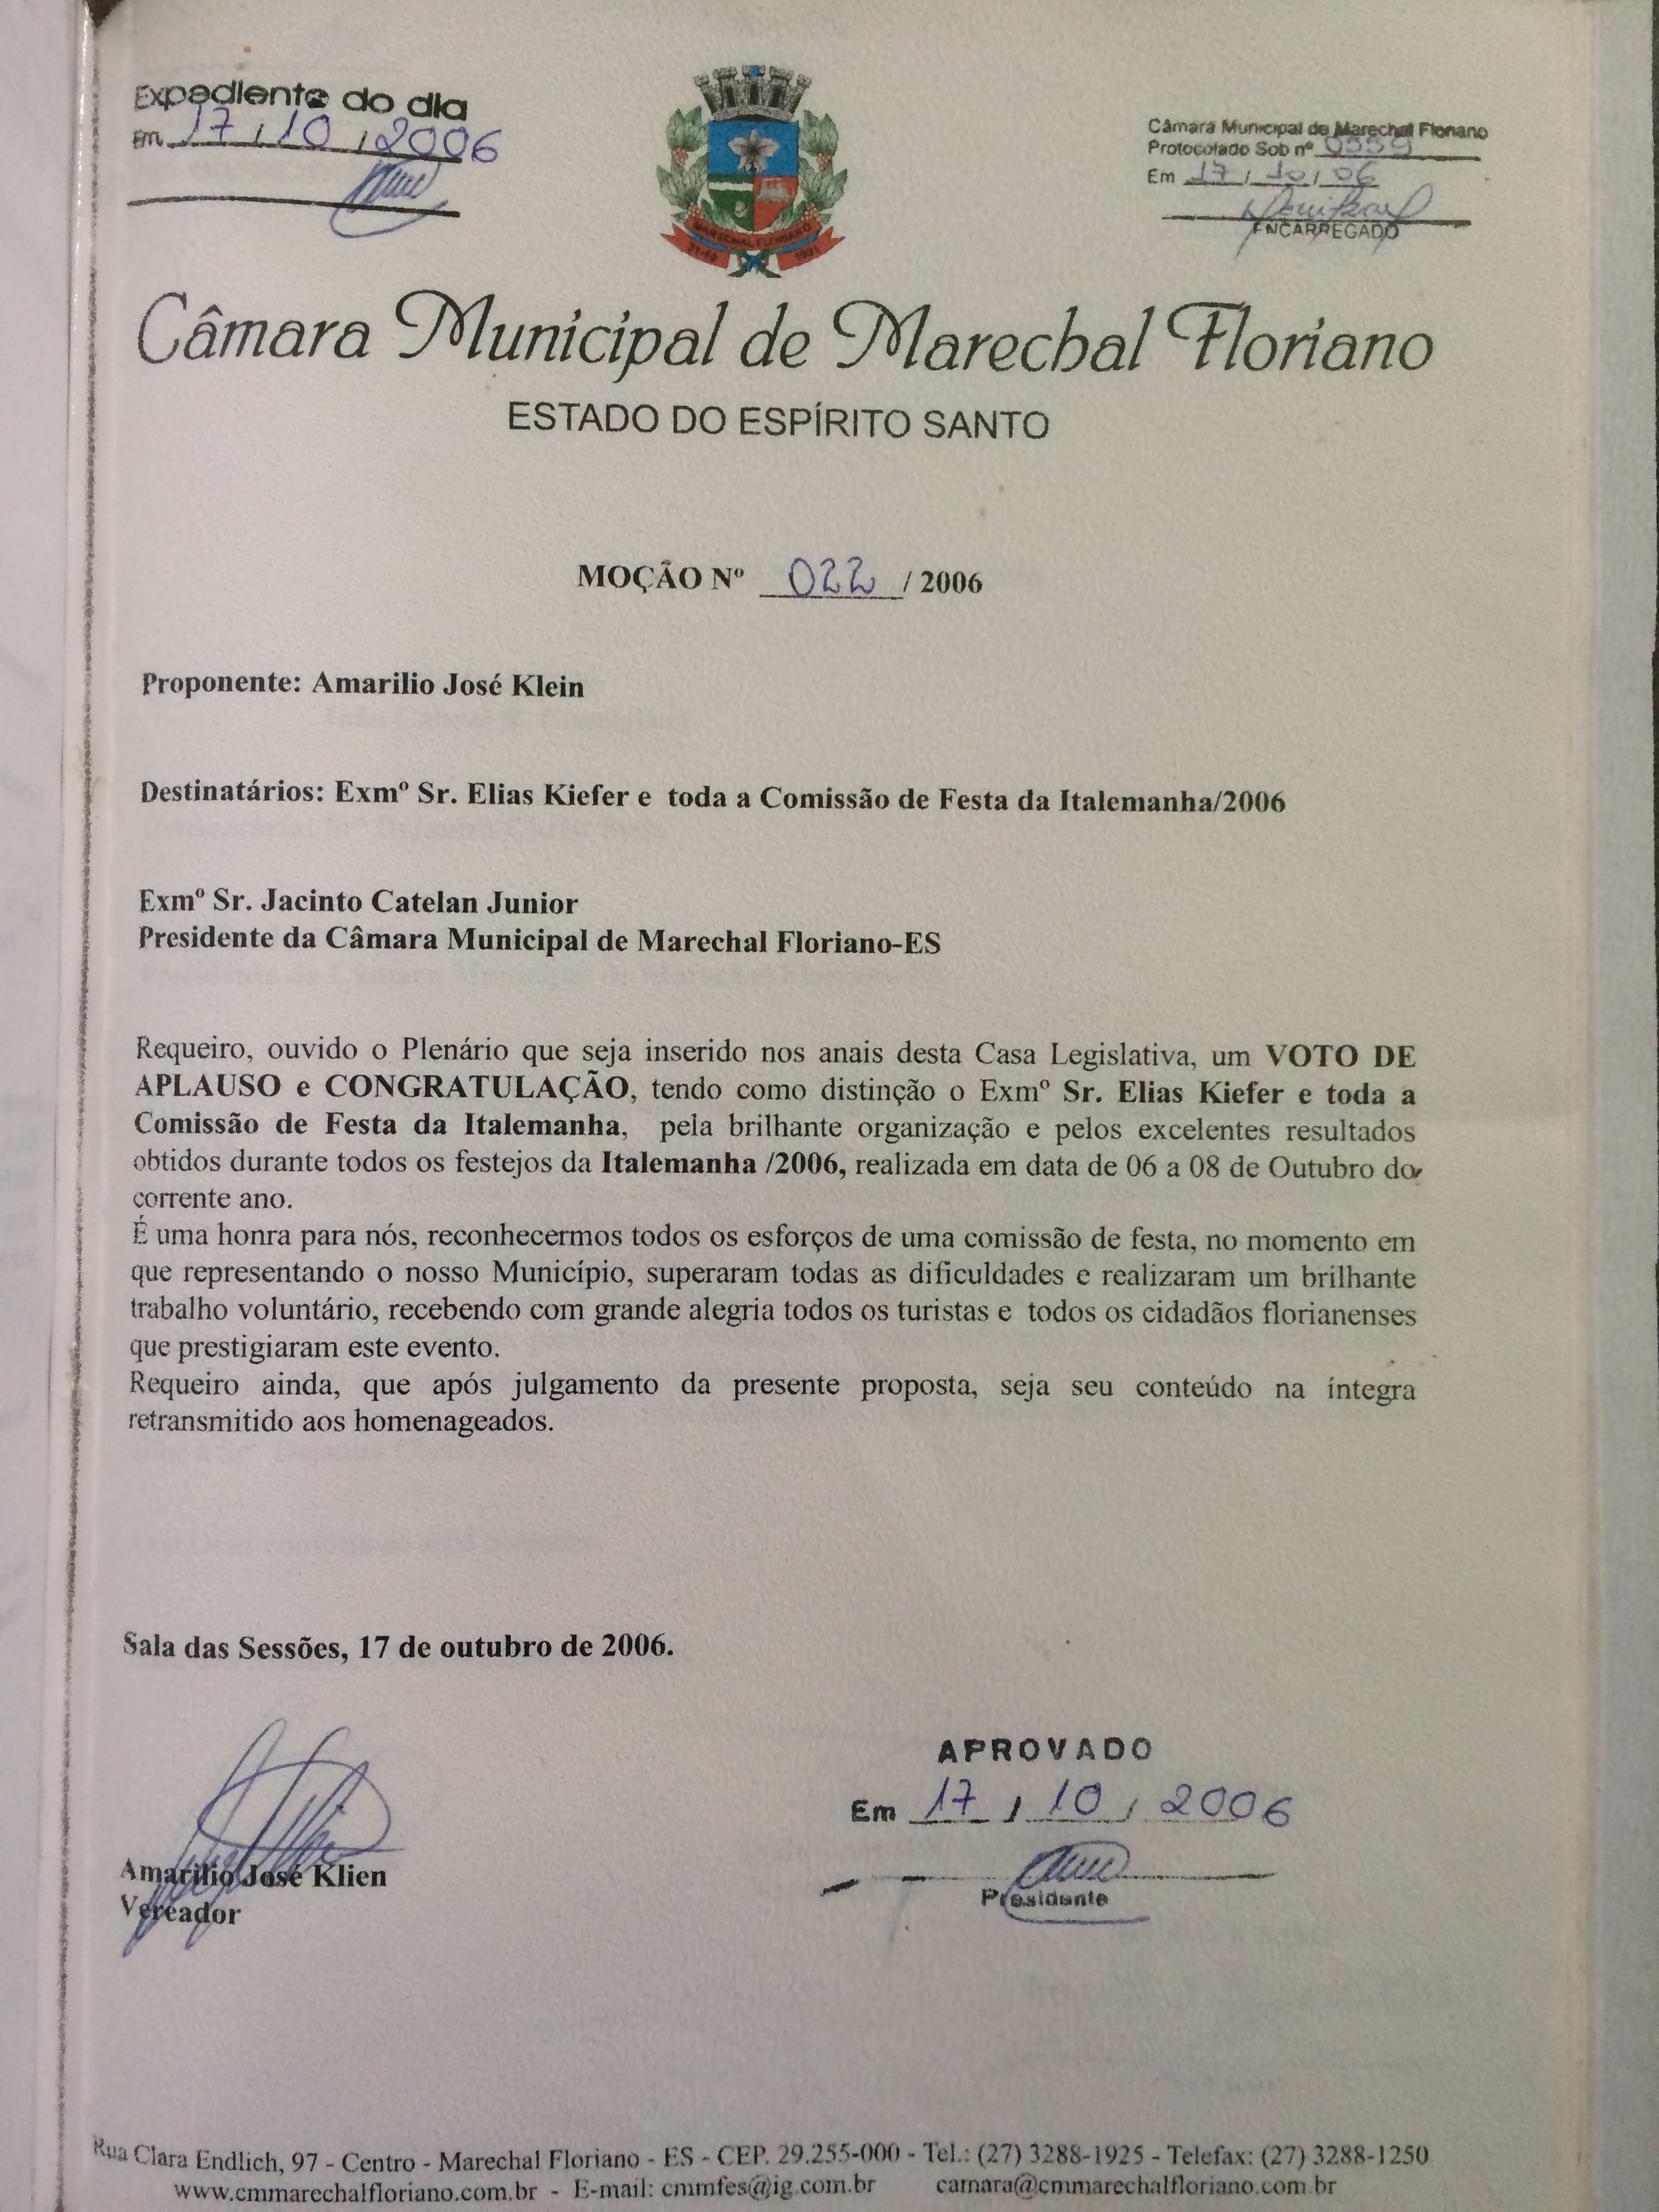 Expediente do dia
Em 17 / 10 / 2006
Câmara Municipal de Marechal Floriano
Protocolado Sob nº
Em 17 / 10 / 06
ENCARREGADO
MARECHAL FLORIANO
31-10 1991
Câmara Municipal de Marechal Floriano
ESTADO DO ESPÍRITO SANTO
MOÇÃO Nº 022 / 2006
Proponente: Amarilio José Klein
Destinatários: Exmº Sr. Elias Kiefer e toda a Comissão de Festa da Italemanha/2006
Exmº Sr. Jacinto Catelan Junior
Presidente da Câmara Municipal de Marechal Floriano-ES
Requeiro, ouvido o Plenário que seja inserido nos anais desta Casa Legislativa, um VOTO DE
APLAUSO e CONGRATULAÇÃO, tendo como distinção o Exmº Sr. Elias Kiefer e toda a
Comissão de Festa da Italemanha, pela brilhante organização e pelos excelentes resultados
obtidos durante todos os festejos da Italemanha /2006, realizada em data de 06 a 08 de Outubro do
corrente ano.
É uma honra para nós, reconhecermos todos os esforços de uma comissão de festa, no momento em
que representando o nosso Município, superaram todas as dificuldades e realizaram um brilhante
trabalho voluntário, recebendo com grande alegria todos os turistas e todos os cidadãos florianenses
que prestigiaram este evento.
Requeiro ainda, que após julgamento da presente proposta, seja seu conteúdo na íntegra
retransmitido aos homenageados.
Sala das Sessões, 17 de outubro de 2006.
Amarilio José Klien
Vereador
APROVADO
Em 17 / 10 / 2006
Presidente
Rua Clara Endlich, 97 - Centro - Marechal Floriano - ES - CEP. 29.255-000 - Tel.: (27) 3288-1925 - Telefax: (27) 3288-1250
www.cmmarechalfloriano.com.br - E-mail: cmmfes@ig.com.br camara@cmmarechalfloriano.com.br